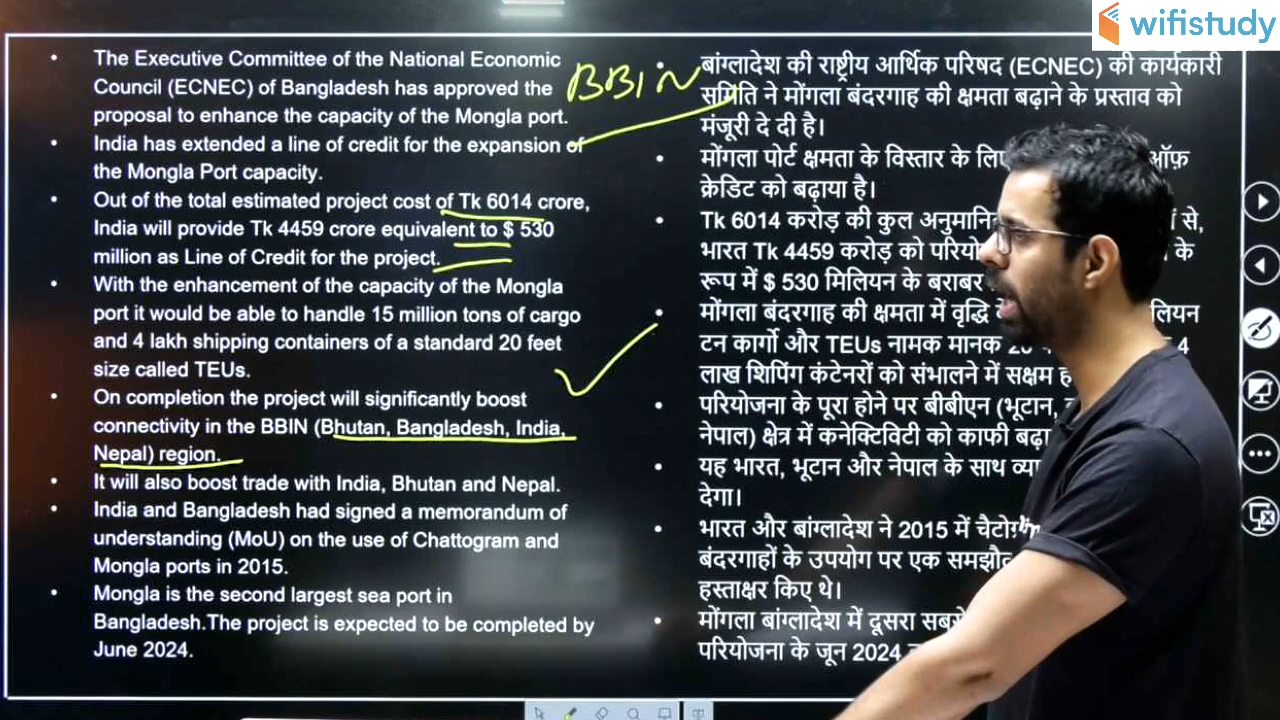 wifistudy
• The Executive Committee of the National Economic
Council (ECNEC) of Bangladesh has approved the
proposal to enhance the capacity of the Mongla port.
• India has extended a line of credit for the expansion of
the Mongla Port capacity.
• Out of the total estimated project cost of Tk 6014 crore,
India will provide Tk 4459 crore equivalent to $ 530
million as Line of Credit for the project.
• With the enhancement of the capacity of the Mongla
port it would be able to handle 15 million tons of cargo
and 4 lakh shipping containers of a standard 20 feet
size called TEUs.
• On completion the project will significantly boost
connectivity in the BBIN (Bhutan, Bangladesh, India,
Nepal) region.
• It will also boost trade with India, Bhutan and Nepal.
• India and Bangladesh had signed a memorandum of
understanding (MoU) on the use of Chattogram and
Mongla ports in 2015.
• Mongla is the second largest sea port in
Bangladesh.The project is expected to be completed by
June 2024.
BBIN
• बांग्लादेश की राष्ट्रीय आर्थिक परिषद (ECNEC) की कार्यकारी
समिति ने मोंगला बंदरगाह की क्षमता बढ़ाने के प्रस्ताव को
मंजूरी दे दी है।
• मोंगला पोर्ट क्षमता के विस्तार के लिए ऑफ़
क्रेडिट को बढ़ाया है।
• Tk 6014 करोड़ की कुल से,
भारत Tk 4459 करोड़ को के
रूप में $ 530 मिलियन के बराबर
• मोंगला बंदरगाह की क्षमता में वृद्धि
टन कार्गो और TEUs नामक मानक 4
लाख शिपिंग कंटेनरों को संभालने में सक्षम
• परियोजना के पूरा होने पर बीबीएन (भूटान,
नेपाल) क्षेत्र में कनेक्टिविटी को काफी
• यह भारत, भूटान और नेपाल के साथ
देगा।
• भारत और बांग्लादेश ने 2015 में
बंदरगाहों के उपयोग पर एक
हस्ताक्षर किए थे।
• मोंगला बांग्लादेश में दूसरा
परियोजना के जून 2024